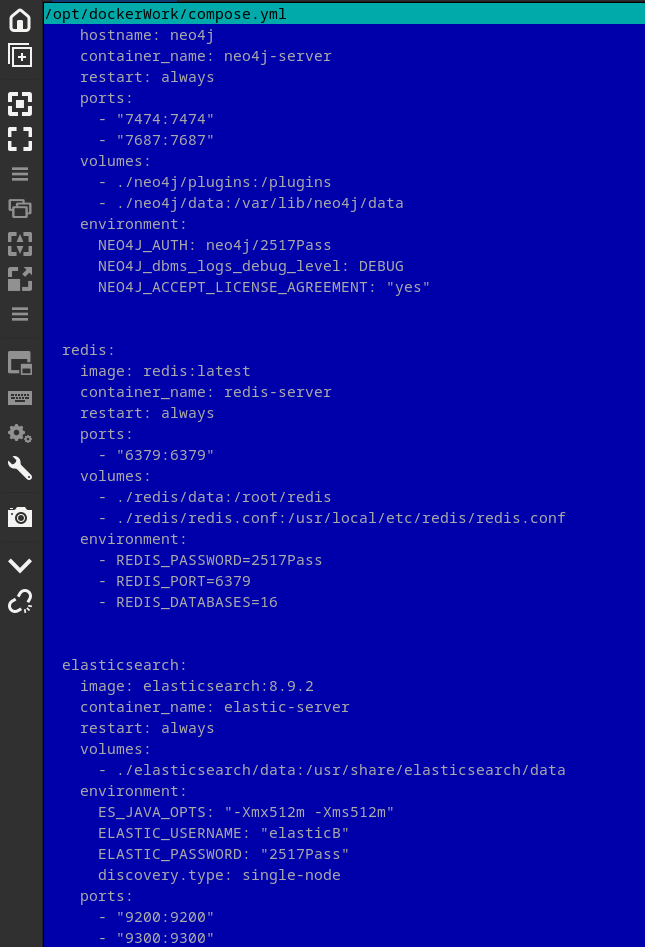 /opt/dockerWork/compose.yml
    hostname: neo4j
    container_name: neo4j-server
    restart: always
    ports:
      - "7474:7474"
      - "7687:7687"
    volumes:
      - ./neo4j/plugins:/plugins
      - ./neo4j/data:/var/lib/neo4j/data
    environment:
      NEO4J_AUTH: neo4j/2517Pass
      NEO4J_dbms_logs_debug_level: DEBUG
      NEO4J_ACCEPT_LICENSE_AGREEMENT: "yes"


  redis:
    image: redis:latest
    container_name: redis-server
    restart: always
    ports:
      - "6379:6379"
    volumes:
      - ./redis/data:/root/redis
      - ./redis/redis.conf:/usr/local/etc/redis/redis.conf
    environment:
      - REDIS_PASSWORD=2517Pass
      - REDIS_PORT=6379
      - REDIS_DATABASES=16


  elasticsearch:
    image: elasticsearch:8.9.2
    container_name: elastic-server
    restart: always
    volumes:
      - ./elasticsearch/data:/usr/share/elasticsearch/data
    environment:
      ES_JAVA_OPTS: "-Xmx512m -Xms512m"
      ELASTIC_USERNAME: "elasticB"
      ELASTIC_PASSWORD: "2517Pass"
      discovery.type: single-node
    ports:
      - "9200:9200"
      - "9300:9300"